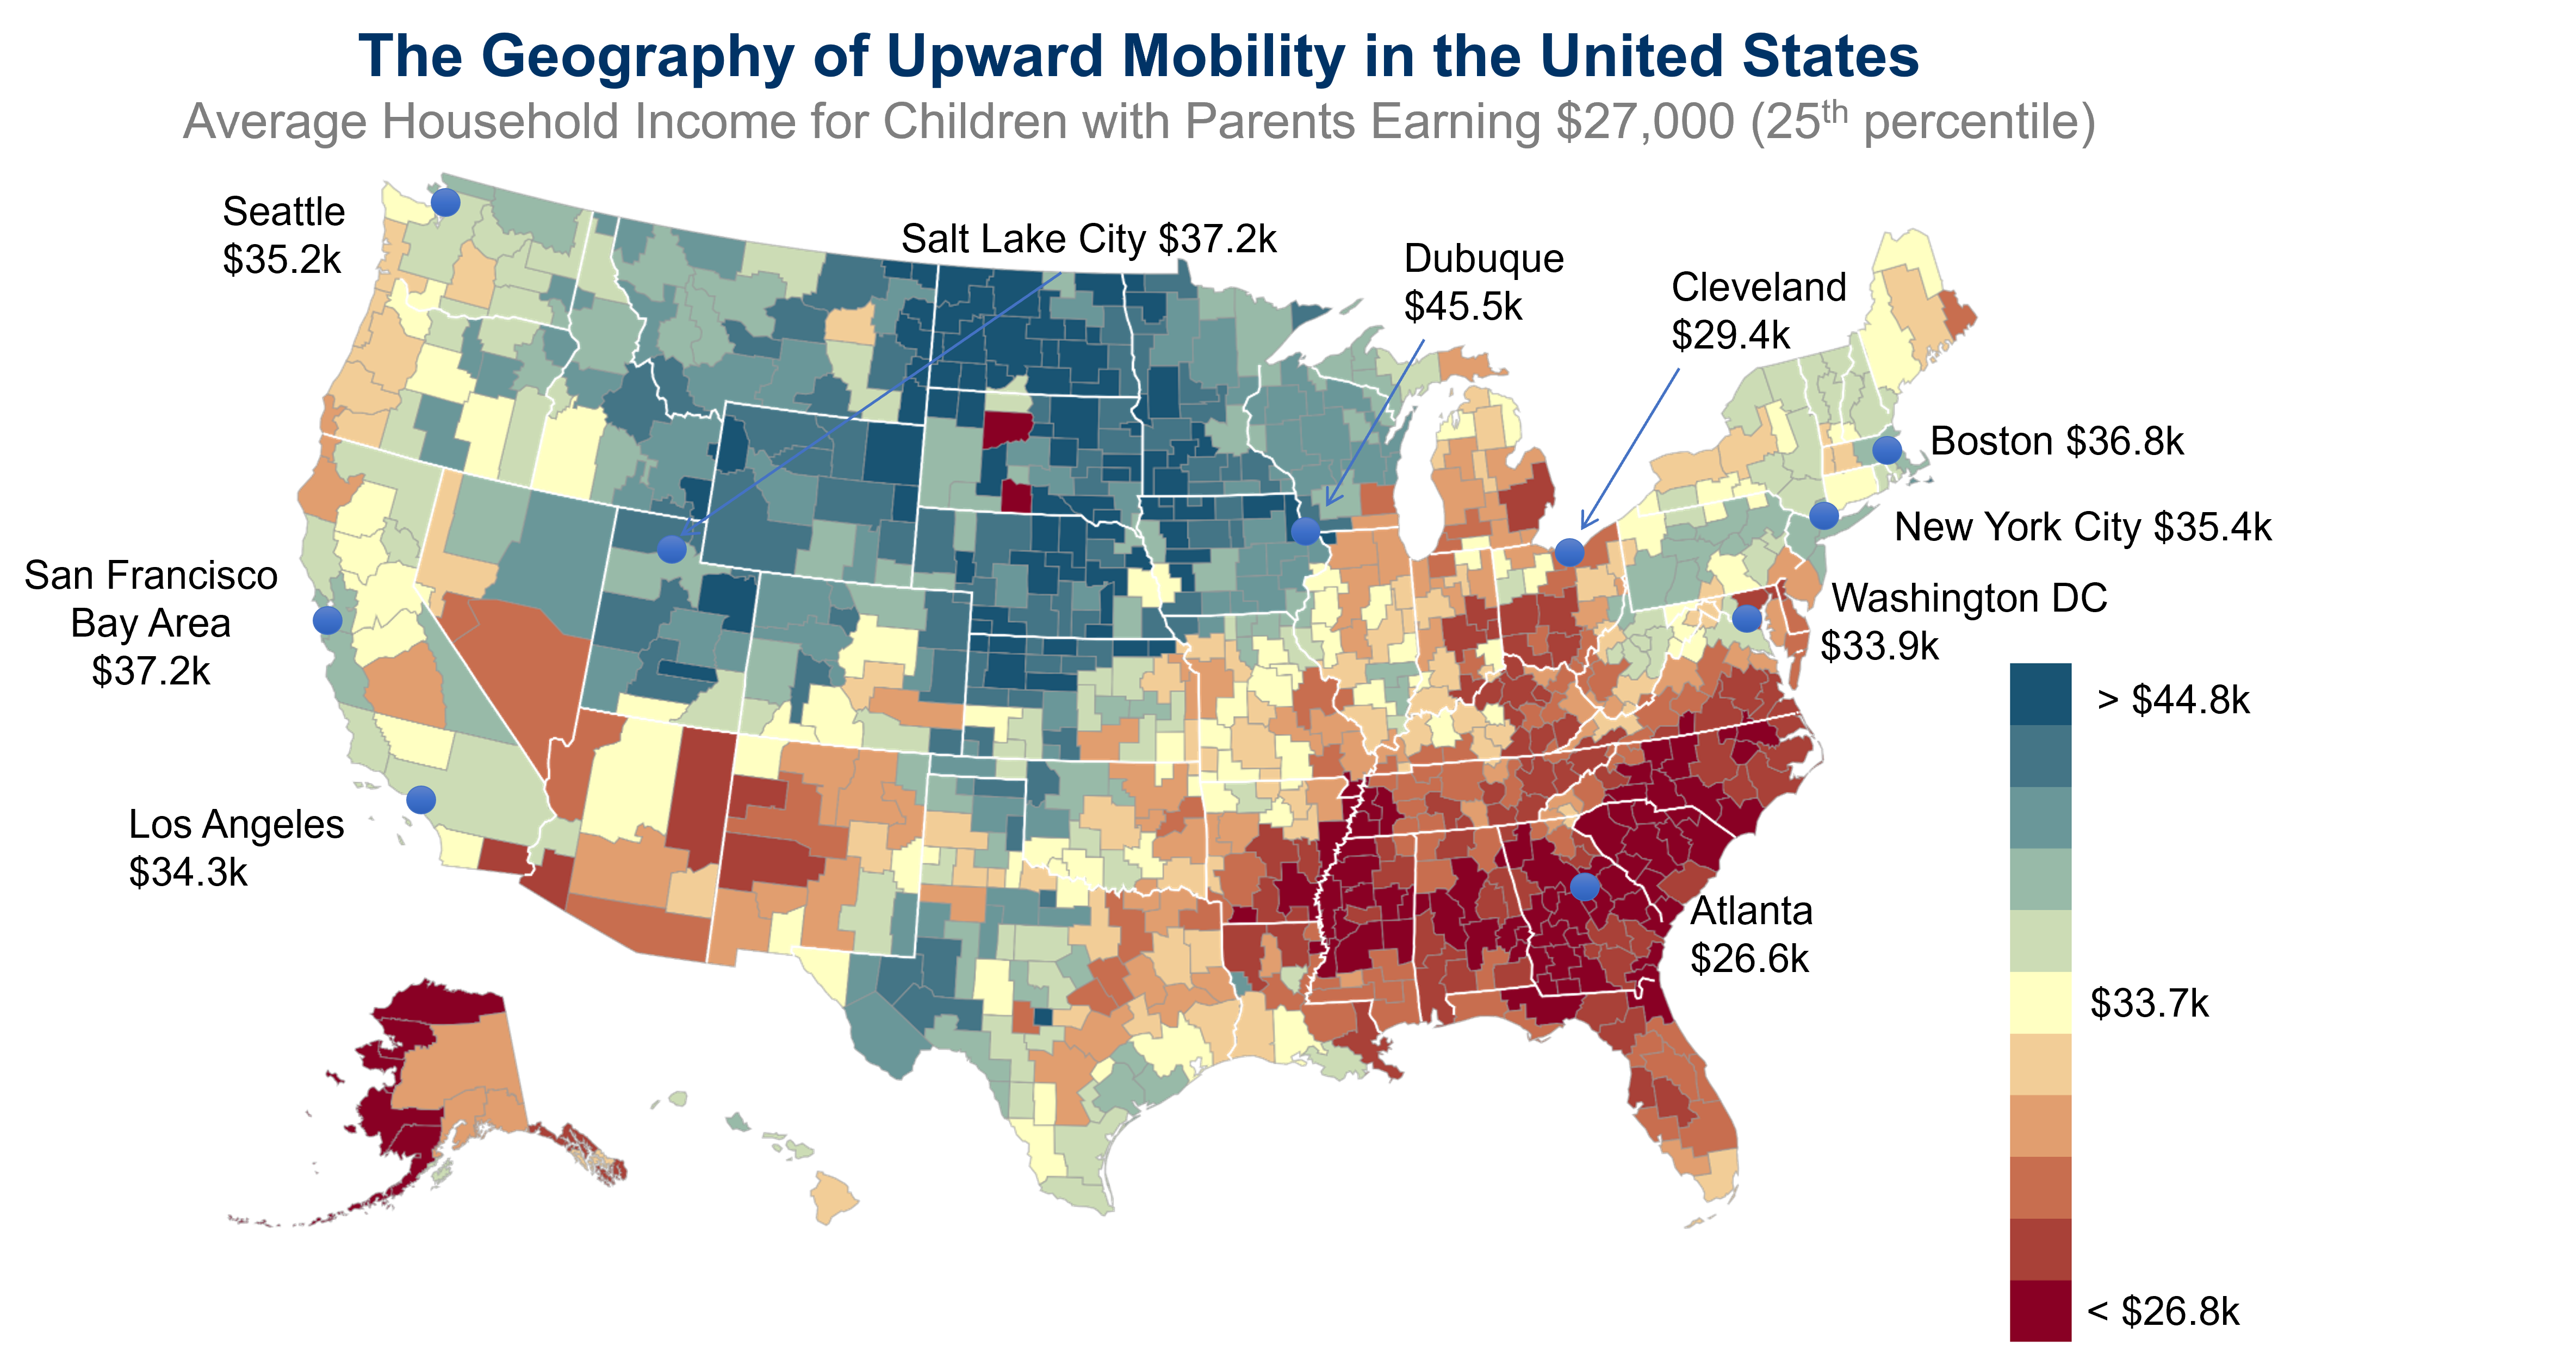 The Geography of Upward Mobility in the United States
Average Household Income for Children with Parents Earning $27,000 (25th percentile)
Seattle
$35.2k
Salt Lake City $37.2k
Dubuque
$45.5k
Cleveland
$29.4k
Boston $36.8k
New York City $35.4k
San Francisco
Bay Area
$37.2k
Washington DC
$33.9k
Los Angeles
$34.3k
Atlanta
$26.6k
> $44.8k
$33.7k
< $26.8k